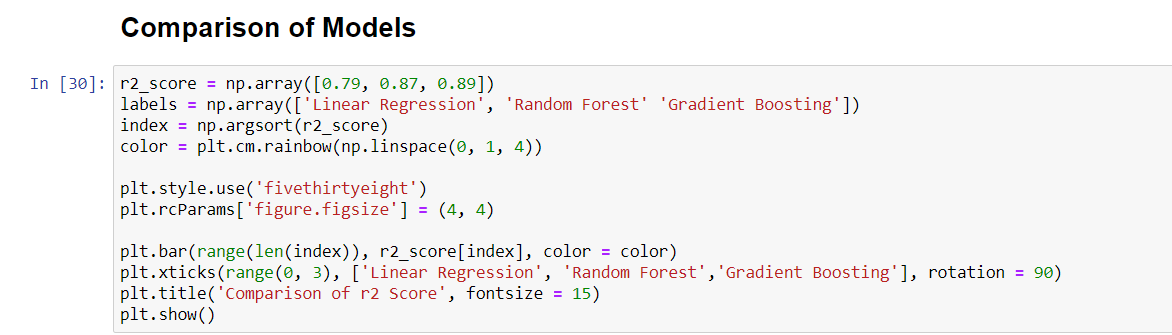 Comparison of Models
In [30]: r2_score = np.array([0.79, 0.87, 0.89])
labels = np.array(['Linear Regression', 'Random Forest' 'Gradient Boosting'])
index = np.argsort(r2_score)
color = plt.cm.rainbow(np.linspace(0, 1, 4))
plt.style.use('fivethirtyeight')
plt.rcParams['figure.figsize'] = (4, 4)
plt.bar(range(len(index)), r2_score[index], color = color)
plt.xticks(range(0, 3), ['Linear Regression', 'Random Forest','Gradient Boosting'], rotation = 90)
plt.title('Comparison of r2 Score', fontsize = 15)
plt.show()